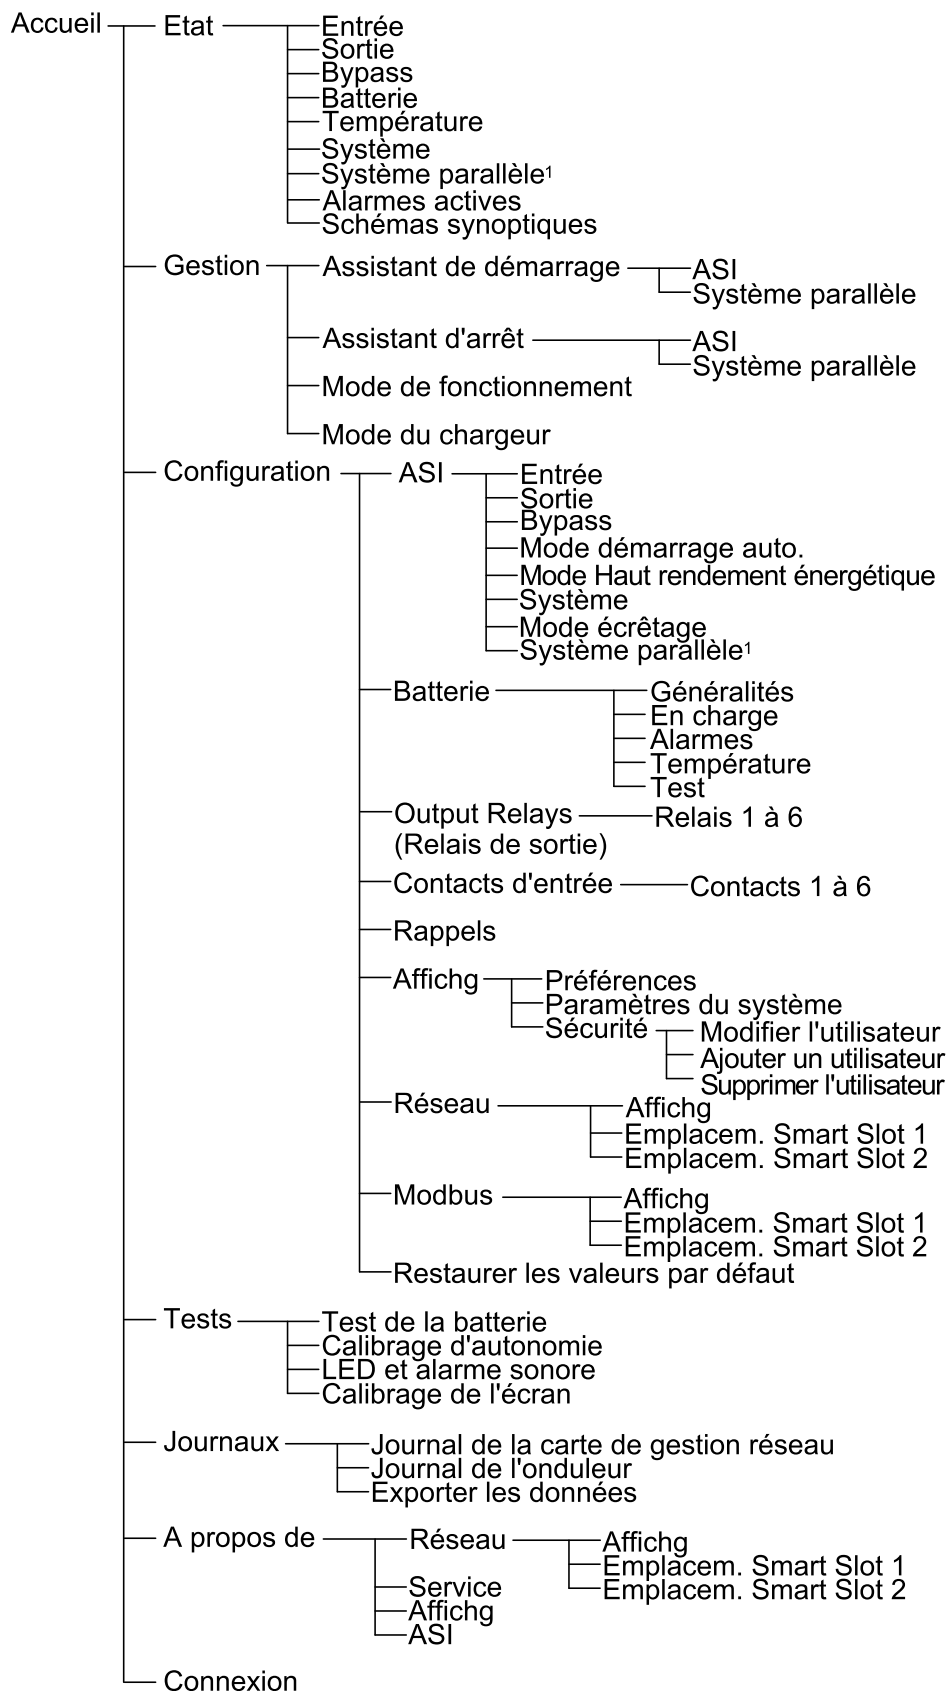 Accueil
Etat
Entrée
Sortie
Bypass
Batterie
Température
Système
Système parallèle¹
Alarmes actives
Schémas synoptiques
Gestion
Assistant de démarrage
ASI
Système parallèle
Assistant d'arrêt
ASI
Système parallèle
Mode de fonctionnement
Mode du chargeur
Configuration
ASI
Entrée
Sortie
Bypass
Mode démarrage auto.
Mode Haut rendement énergétique
Système
Mode écrêtage
Système parallèle¹
Batterie
Généralités
En charge
Alarmes
Température
Test
Output Relays
(Relais de sortie)
Relais 1 à 6
Contacts d'entrée
Contacts 1 à 6
Rappels
Affichg
Préférences
Paramètres du système
Sécurité
Modifier l'utilisateur
Ajouter un utilisateur
Supprimer l'utilisateur
Réseau
Affichg
Emplacem. Smart Slot 1
Emplacem. Smart Slot 2
Modbus
Affichg
Emplacem. Smart Slot 1
Emplacem. Smart Slot 2
Restaurer les valeurs par défaut
Tests
Test de la batterie
Calibrage d'autonomie
LED et alarme sonore
Calibrage de l'écran
Journaux
Journal de la carte de gestion réseau
Journal de l'onduleur
Exporter les données
A propos de
Réseau
Affichg
Emplacem. Smart Slot 1
Emplacem. Smart Slot 2
Service
Affichg
ASI
Connexion